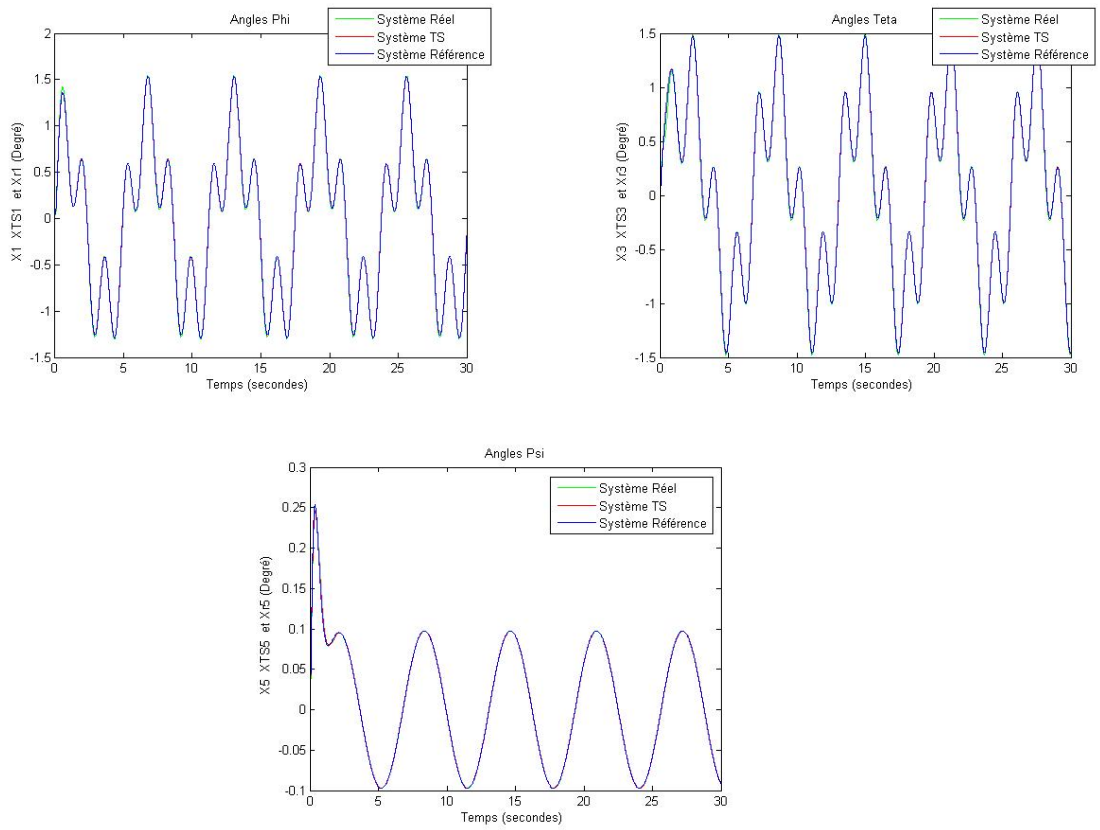 Angles Phi
Système Réel
Système TS
Système Référence
X1 XTS1 et Xr1 (Degré)
2
1.5
1
0.5
0
-0.5
-1
-1.5
0 5 10 15 20 25 30
Temps (secondes)
Angles Teta
Système Réel
Système TS
Système Référence
X3 XTS3 et Xr3 (Degré)
1.5
1
0.5
0
-0.5
-1
-1.5
0 5 10 15 20 25 30
Temps (secondes)
Angles Psi
Système Réel
Système TS
Système Référence
X5 XTS5 et Xr5 (Degré)
0.3
0.25
0.2
0.15
0.1
0.05
0
-0.05
-0.1
0 5 10 15 20 25 30
Temps (secondes)